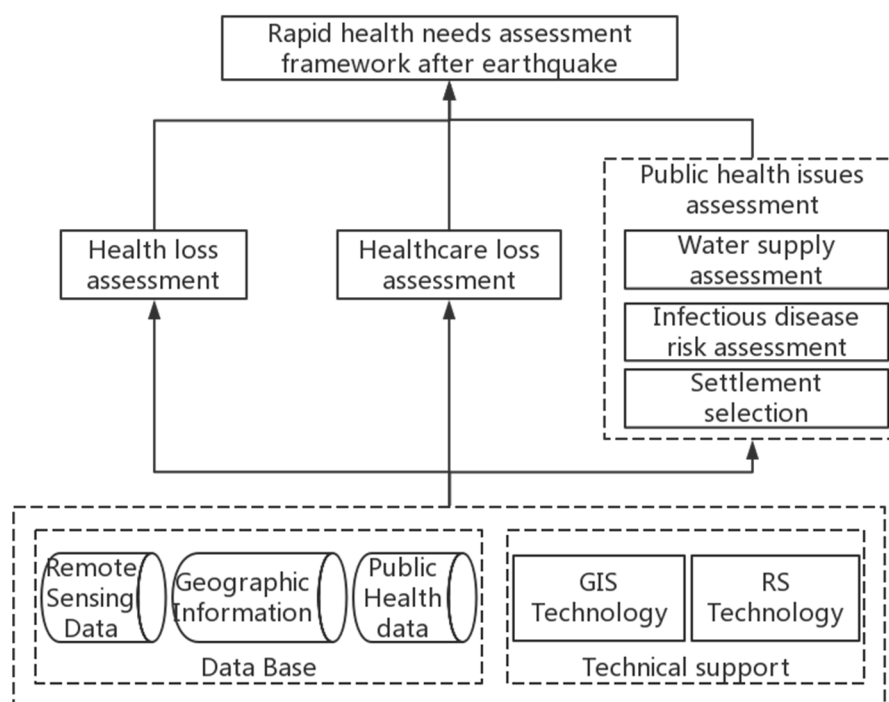 Rapid health needs assessment
framework after earthquake
Health loss
assessment
Healthcare loss
assessment
Public health issues
assessment
Water supply
assessment
Infectious disease
risk assessment
Settlement
selection
Remote
Sensing
Data
Geographic
Information
Public
Health
data
Data Base
GIS
Technology
RS
Technology
Technical support